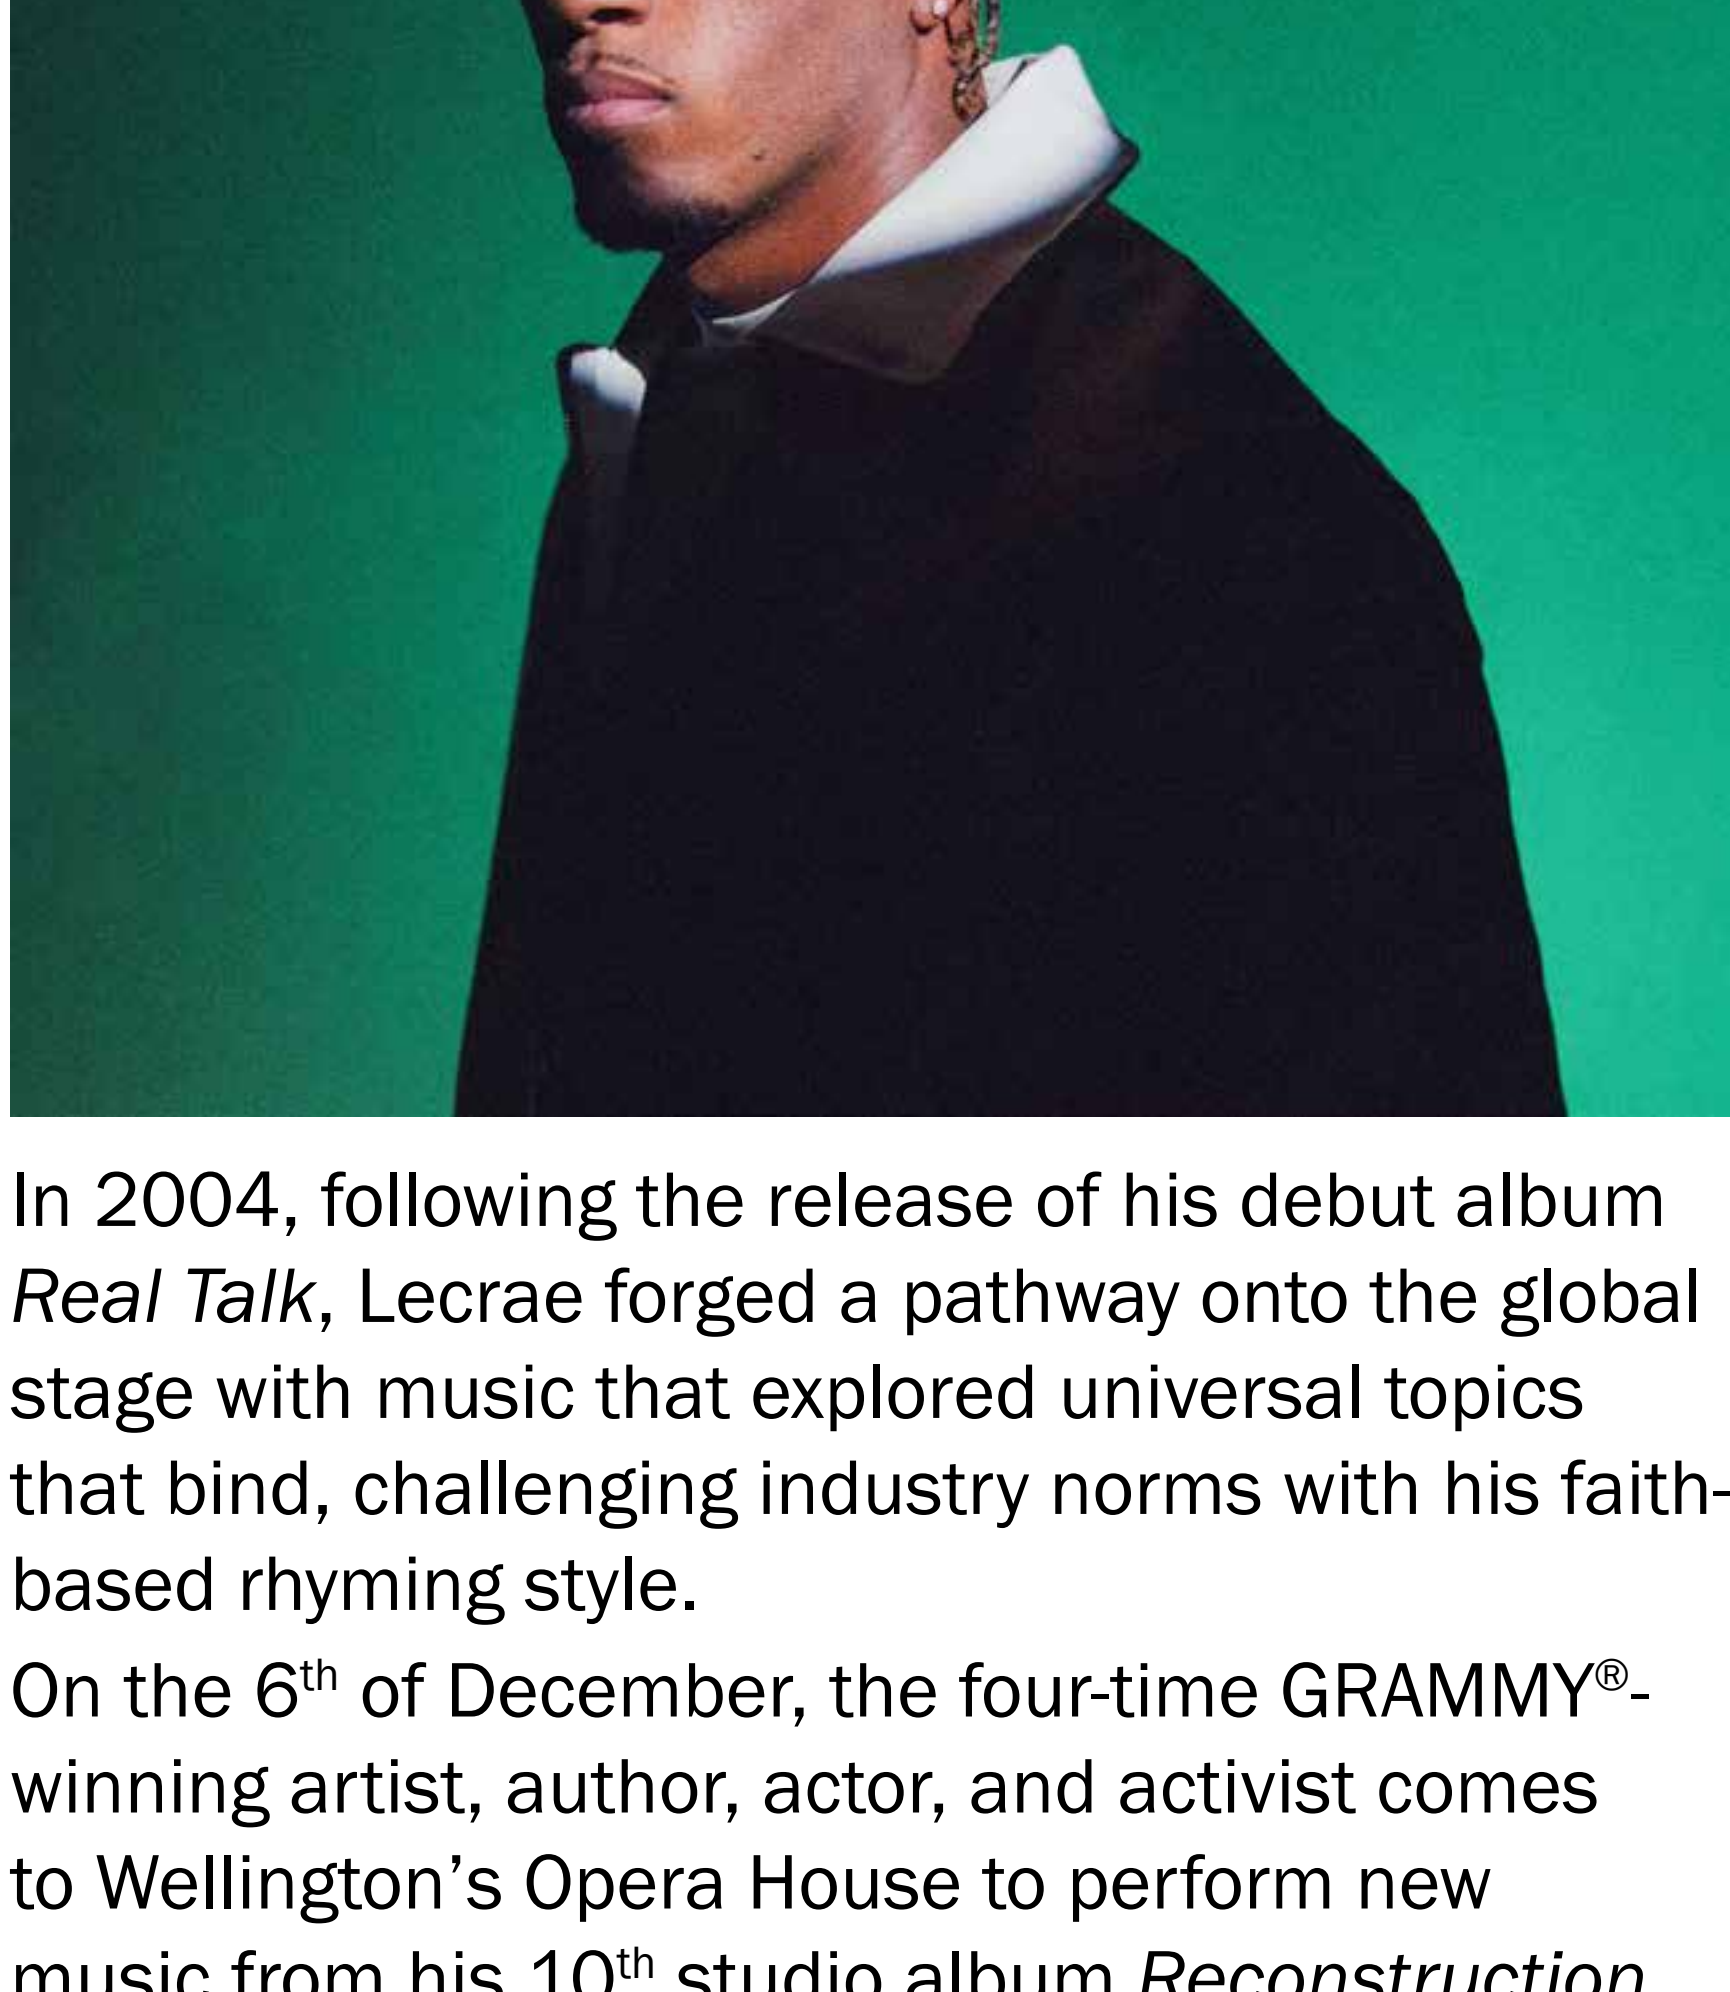 In 2004, following the release of his debut album
Real Talk, Lecrae forged a pathway onto the global
stage with music that explored universal topics
that bind, challenging industry norms with his faith-
based rhyming style.
On the 6th of December, the four-time GRAMMY®-
winning artist, author, actor, and activist comes
to Wellington’s Opera House to perform new
music from his 10th studio album Reconstruction